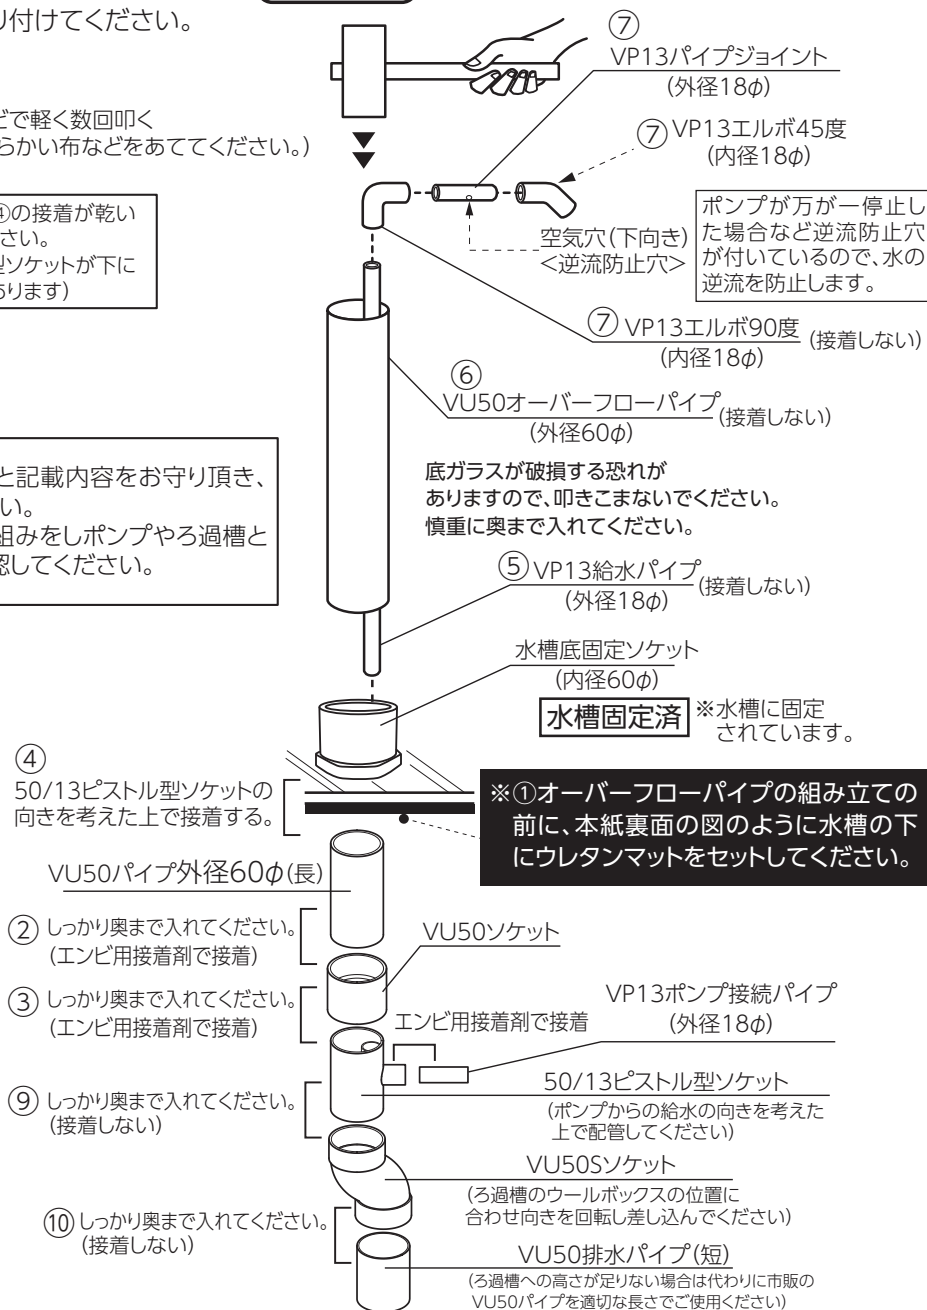 り付けてください。
どで軽く数回叩く
らかい布などをあててください。)
④の接着が乾い
さい。
型ソケットが下に
あります)
と記載内容をお守り頂き、
い。
組みをしポンプやろ過槽と
認してください。
⑦
VP13パイプジョイント
(外径18φ)
⑦ VP13エルボ45度
(内径18φ)
空気穴(下向き)
<逆流防止穴>
ポンプが万が一停止し
た場合など逆流防止穴
が付いているので、水の
逆流を防止します。
⑦ VP13エルボ90度 (接着しない)
(内径18φ)
⑥
VU50オーバーフローパイプ (接着しない)
(外径60φ)
底ガラスが破損する恐れが
ありますので、叩きこまないでください。
慎重に奥まで入れてください。
⑤ VP13給水パイプ (接着しない)
(外径18φ)
水槽底固定ソケット
(内径60φ)
水槽固定済 ※水槽に固定
されています。
④
50/13ピストル型ソケットの
向きを考えた上で接着する。
※①オーバーフローパイプの組み立ての
前に、本紙裏面の図のように水槽の下
にウレタンマットをセットしてください。
VU50パイプ外径60φ(長)
② しっかり奥まで入れてください。
(エンビ用接着剤で接着)
VU50ソケット
③ しっかり奥まで入れてください。
(エンビ用接着剤で接着)
エンビ用接着剤で接着
VP13ポンプ接続パイプ
(外径18φ)
50/13ピストル型ソケット
(ポンプからの給水の向きを考えた
上で配管してください)
⑨ しっかり奥まで入れてください。
(接着しない)
VU50Sソケット
(ろ過槽のウールボックスの位置に
合わせ向きを回転し差し込んでください)
⑩ しっかり奥まで入れてください。
(接着しない)
VU50排水パイプ(短)
(ろ過槽への高さが足りない場合は代わりに市販の
VU50パイプを適切な長さでご使用ください)